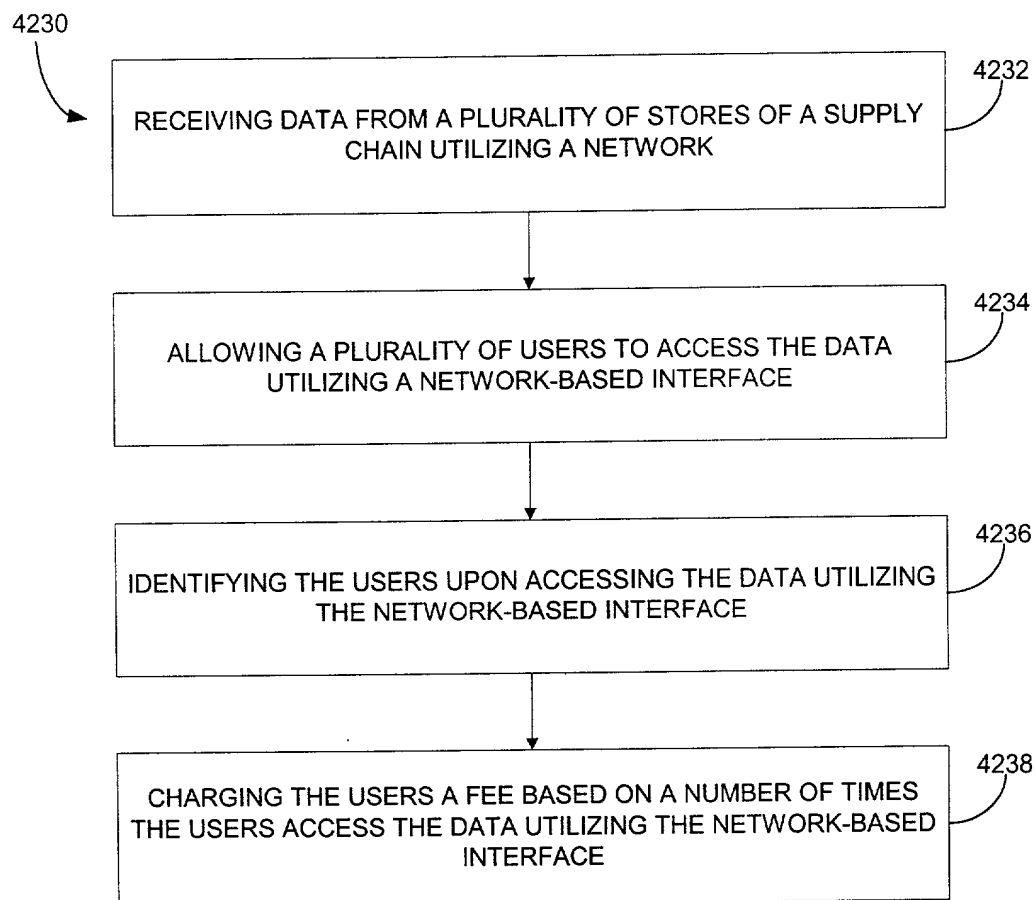 4230
4232
RECEIVING DATA FROM A PLURALITY OF STORES OF A SUPPLY
CHAIN UTILIZING A NETWORK
4234
ALLOWING A PLURALITY OF USERS TO ACCESS THE DATA
UTILIZING A NETWORK-BASED INTERFACE
4236
IDENTIFYING THE USERS UPON ACCESSING THE DATA UTILIZING
THE NETWORK-BASED INTERFACE
4238
CHARGING THE USERS A FEE BASED ON A NUMBER OF TIMES
THE USERS ACCESS THE DATA UTILIZING THE NETWORK-BASED
INTERFACE